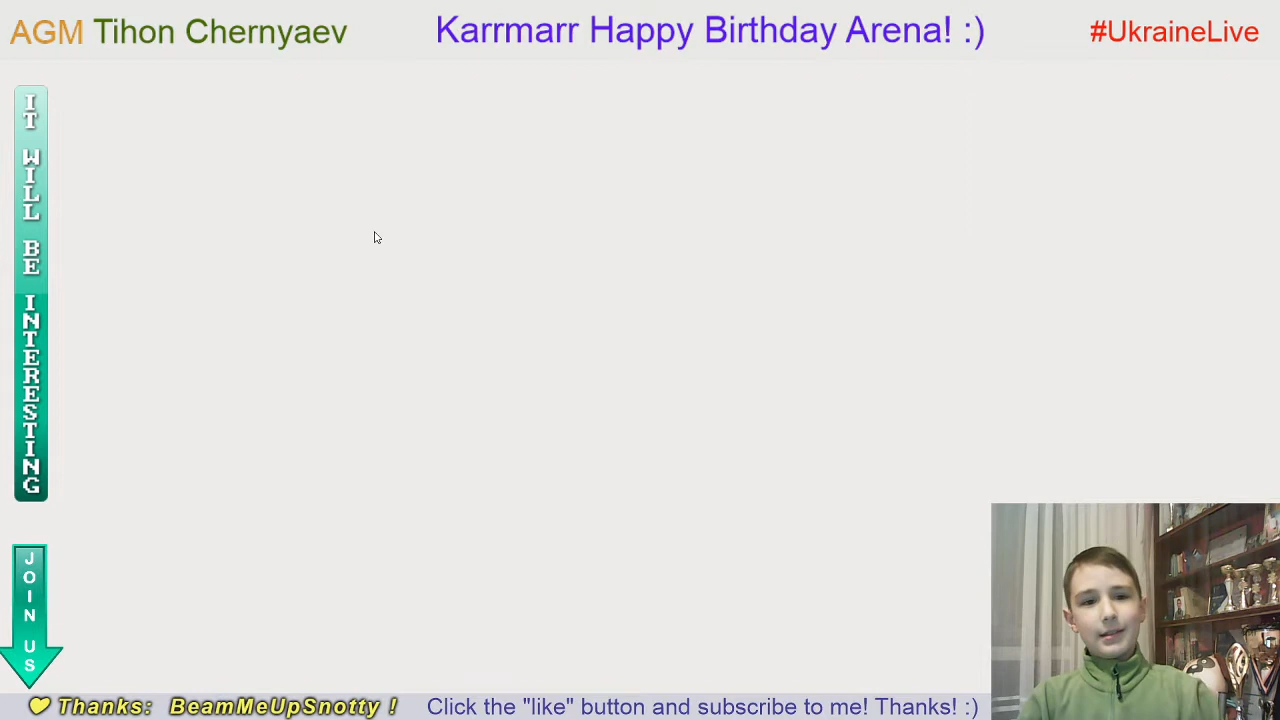 AGM Tihon Chernyaev
Karrmarr Happy Birthday Arena! :)
#UkraineLive
IT WILL BE INTERESTING
JOIN US
Thanks: BeamMeUpSnotty !
Click the "like" button and subscribe to me! Thanks! :)